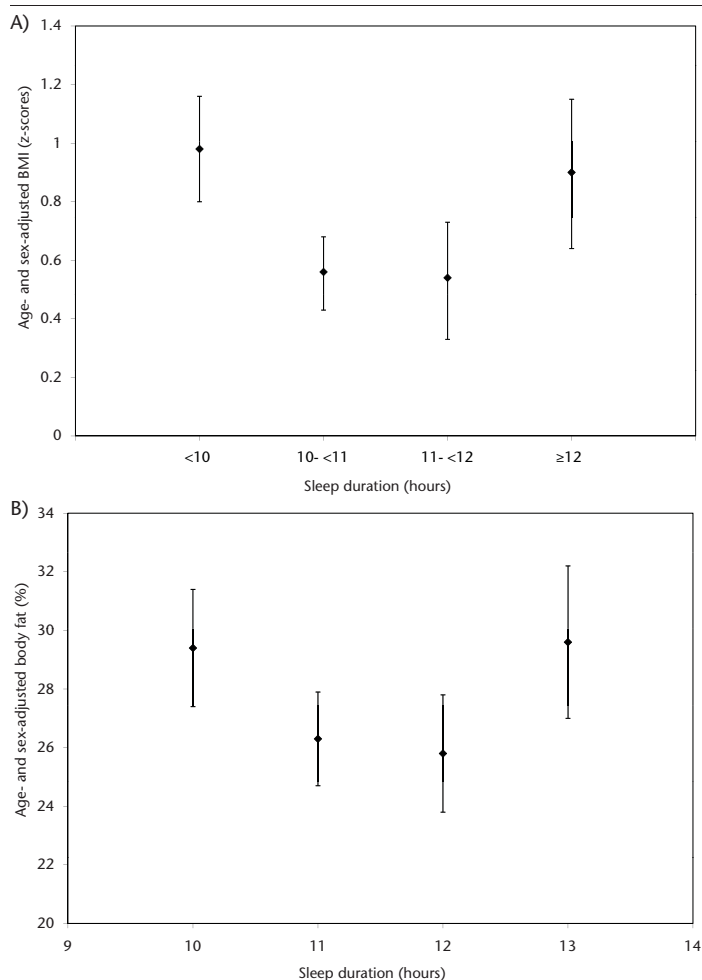 A)
1.4
1.2
1
0.8
0.6
0.4
0.2
0
Age- and sex-adjusted BMI (z-scores)
<10 10- <11 11- <12 ≥12
Sleep duration (hours)
B)
34
32
30
28
26
24
22
20
Age- and sex-adjusted body fat (%)
9 10 11 12 13 14
Sleep duration (hours)